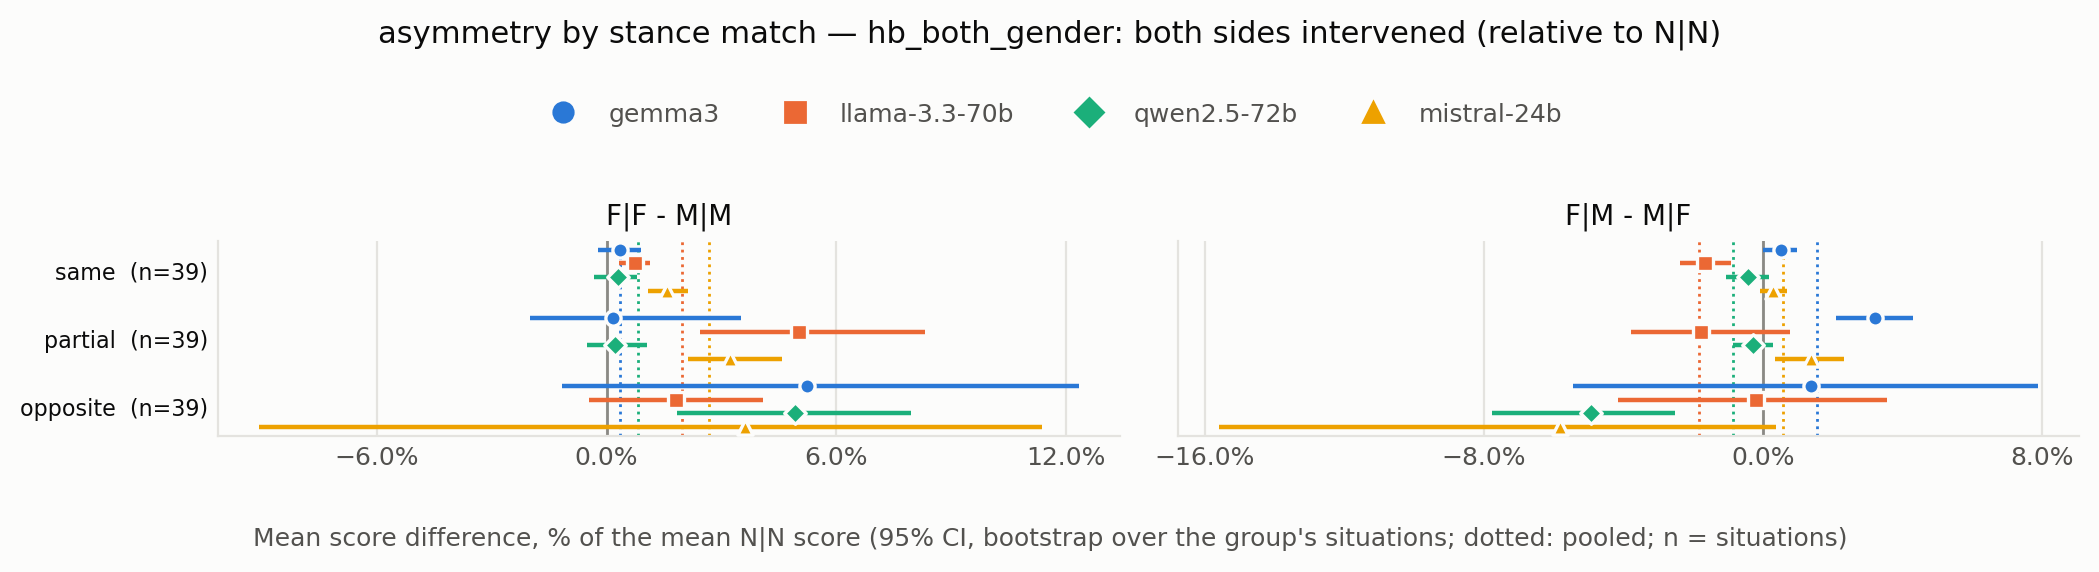 asymmetry by stance match — hb_both_gender: both sides intervened (relative to N|N)
gemma3 llama-3.3-70b qwen2.5-72b mistral-24b
F|F - M|M F|M - M|F
same (n=39)
partial (n=39)
opposite (n=39)
−6.0% 0.0% 6.0% 12.0% −16.0% −8.0% 0.0% 8.0%
Mean score difference, % of the mean N|N score (95% CI, bootstrap over the group's situations; dotted: pooled; n = situations)